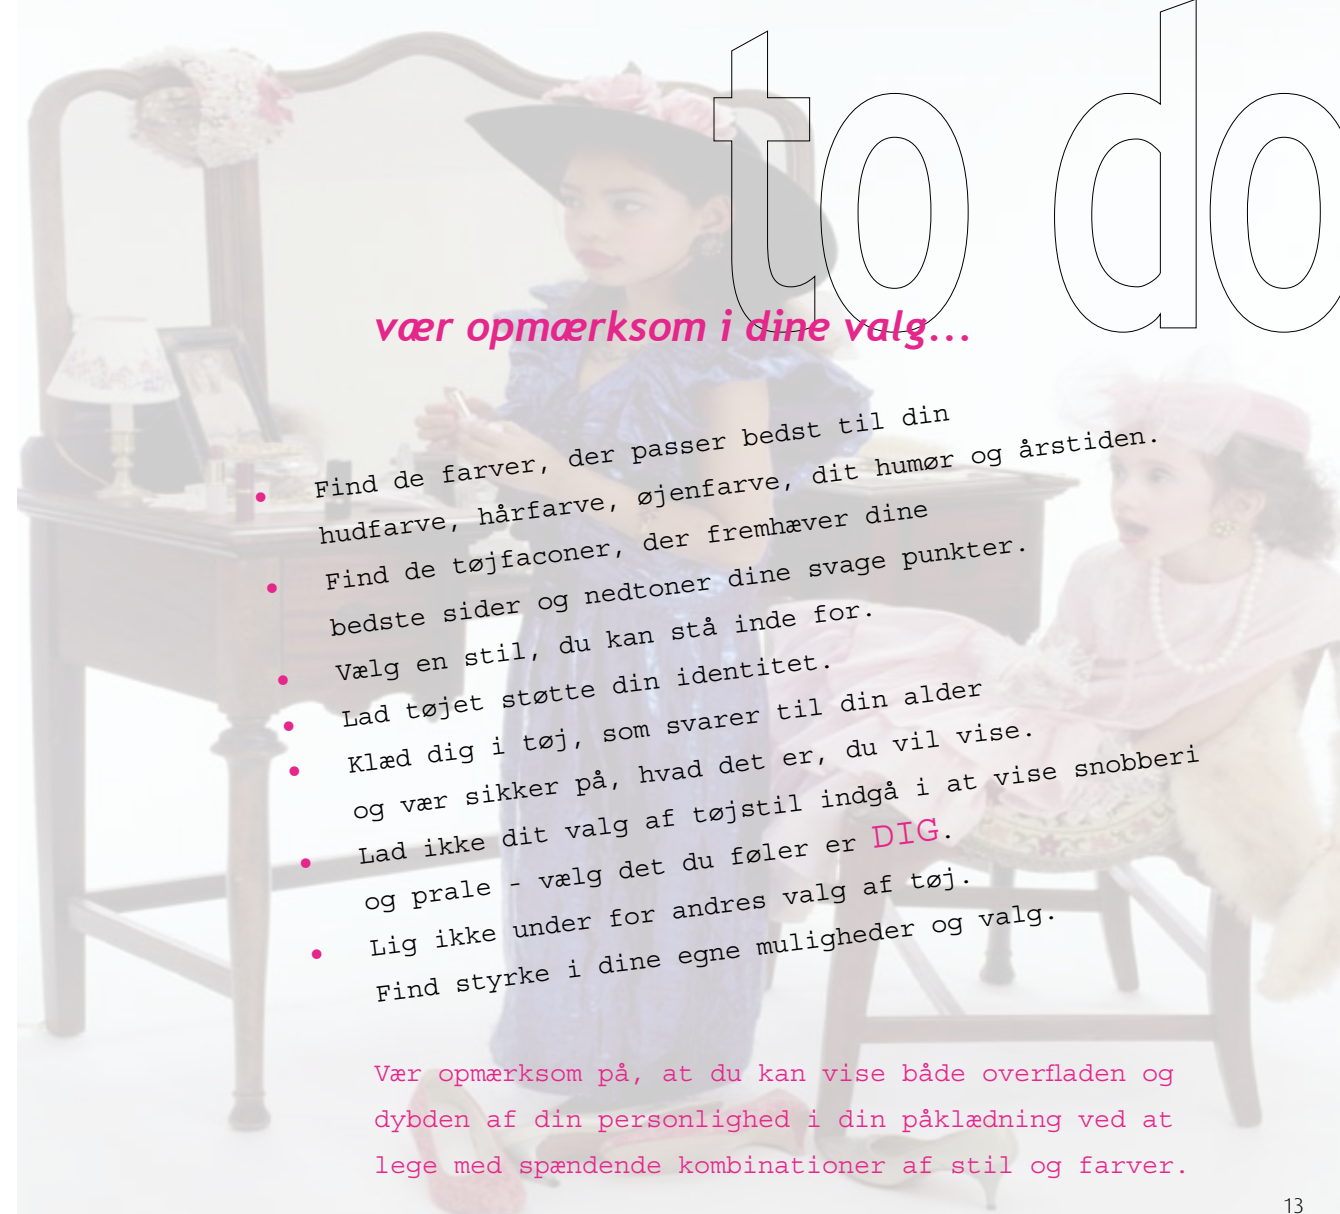 to do
vær opmærksom i dine valg...
• Find de farver, der passer bedst til din
hudfarve, hårfarve, øjenfarve, dit humør og årstiden.
• Find de tøjfaconer, der fremhæver dine
bedste sider og nedtoner dine svage punkter.
• Vælg en stil, du kan stå inde for.
• Lad tøjet støtte din identitet.
• Klæd dig i tøj, som svarer til din alder
og vær sikker på, hvad det er, du vil vise.
• Lad ikke dit valg af tøjstil indgå i at vise snobberi
og prale - vælg det du føler er DIG.
• Lig ikke under for andres valg af tøj.
Find styrke i dine egne muligheder og valg.
Vær opmærksom på, at du kan vise både overfladen og
dybden af din personlighed i din påklædning ved at
lege med spændende kombinationer af stil og farver.
13